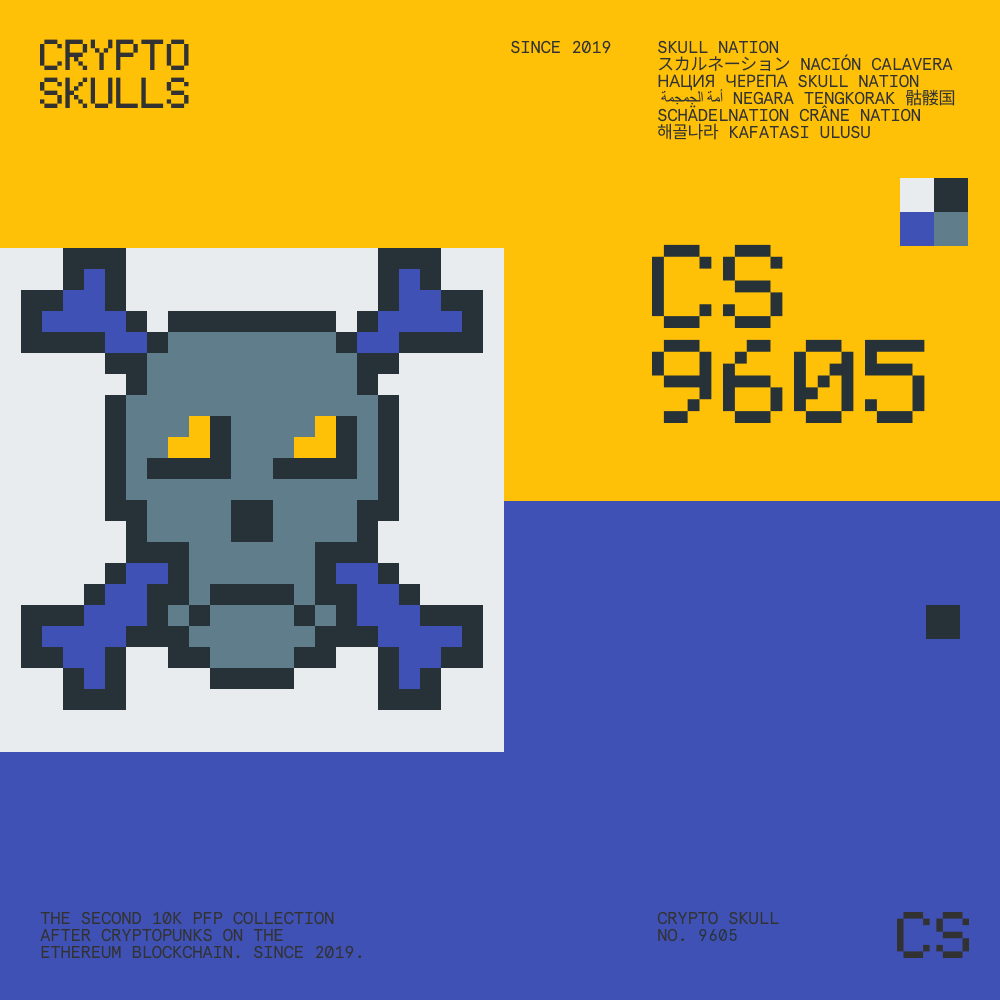 CRYPTO
SKULLS
SINCE 2019
SKULL NATION
スカルネーション NACIÓN CALAVERA
НАЦИЯ ЧЕРЕПА SKULL NATION
أمة الجمجمة NEGARA TENGKORAK 骷髅国
SCHÄDELNATION CRÂNE NATION
해골나라 KAFATASI ULUSU
CS
9605
THE SECOND 10K PFP COLLECTION
AFTER CRYPTOPUNKS ON THE
ETHEREUM BLOCKCHAIN. SINCE 2019.
CRYPTO SKULL
NO. 9605
CS